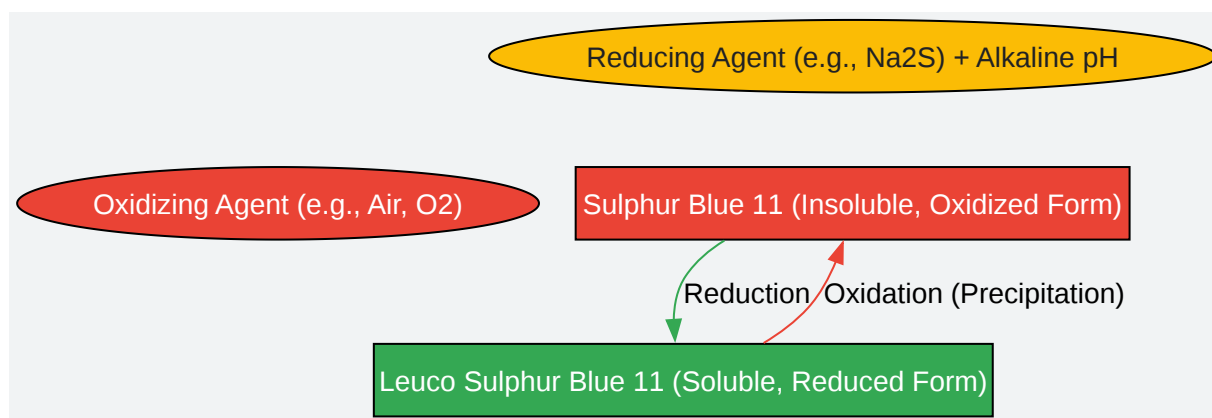 Reducing Agent (e.g., Na2S) + Alkaline pH
Oxidizing Agent (e.g., Air, O2)
Sulphur Blue 11 (Insoluble, Oxidized Form)
Reduction
Oxidation (Precipitation)
Leuco Sulphur Blue 11 (Soluble, Reduced Form)